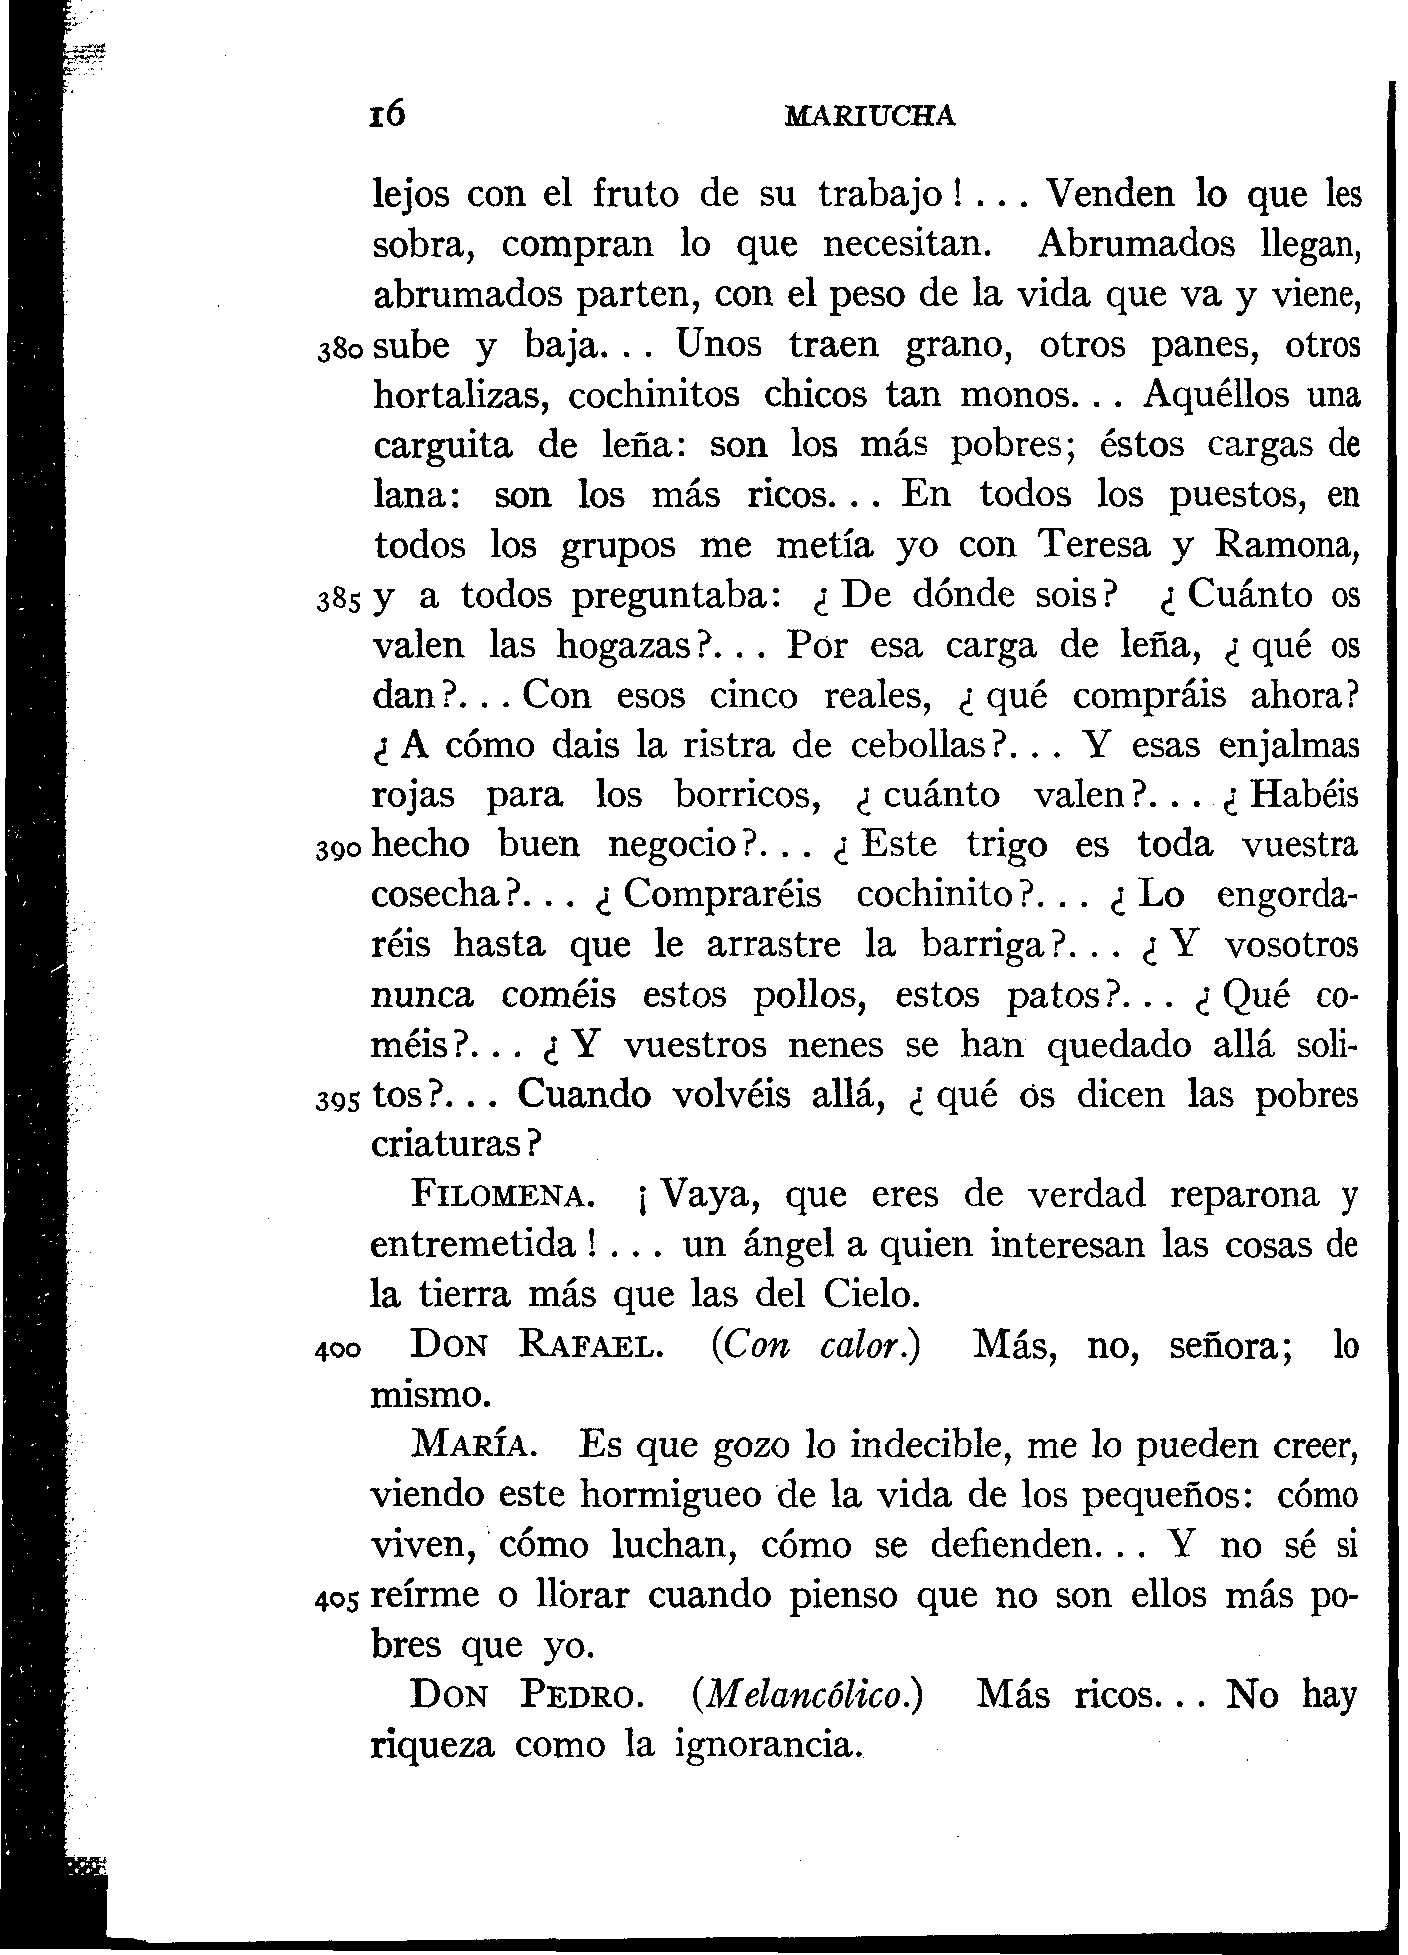 16 MARIUCHA
lejos con el fruto de su trabajo! . . . Venden lo que les
sobra, compran lo que necesitan. Abrumados llegan,
abrumados parten, con el peso de la vida que va y viene,
380 sube y baja. . . Unos traen grano, otros panes, otros
hortalizas, cochinitos chicos tan monos. . . Aquéllos una
carguita de leña: son los más pobres; éstos cargas de
lana: son los más ricos. . . En todos los puestos, en
todos los grupos me metía yo con Teresa y Ramona,
385 y a todos preguntaba: ¿De dónde sois? ¿Cuánto os
valen las hogazas?. . . Por esa carga de leña, ¿qué os
dan?. . . Con esos cinco reales, ¿qué compráis ahora?
¿A cómo dais la ristra de cebollas?. . . Y esas enjalmas
rojas para los borricos, ¿cuánto valen?. . . ¿Habéis
390 hecho buen negocio?. . . ¿Este trigo es toda vuestra
cosecha?. . . ¿Compraréis cochinito?. . . ¿Lo engorda-
réis hasta que le arrastre la barriga?. . . ¿Y vosotros
nunca coméis estos pollos, estos patos?. . . ¿Qué co-
méis?. . . ¿Y vuestros nenes se han quedado allá soli-
395 tos?. . . Cuando volvéis allá, ¿qué os dicen las pobres
criaturas?
FILOMENA. ¡Vaya, que eres de verdad reparona y
entremetida! . . . un ángel a quien interesan las cosas de
la tierra más que las del Cielo.
400 DON RAFAEL. (Con calor.) Más, no, señora; lo
mismo.
MARÍA. Es que gozo lo indecible, me lo pueden creer,
viendo este hormigueo de la vida de los pequeños: cómo
viven, cómo luchan, cómo se defienden. . . Y no sé si
405 reírme o llorar cuando pienso que no son ellos más po-
bres que yo.
DON PEDRO. (Melancólico.) Más ricos. . . No hay
riqueza como la ignorancia.